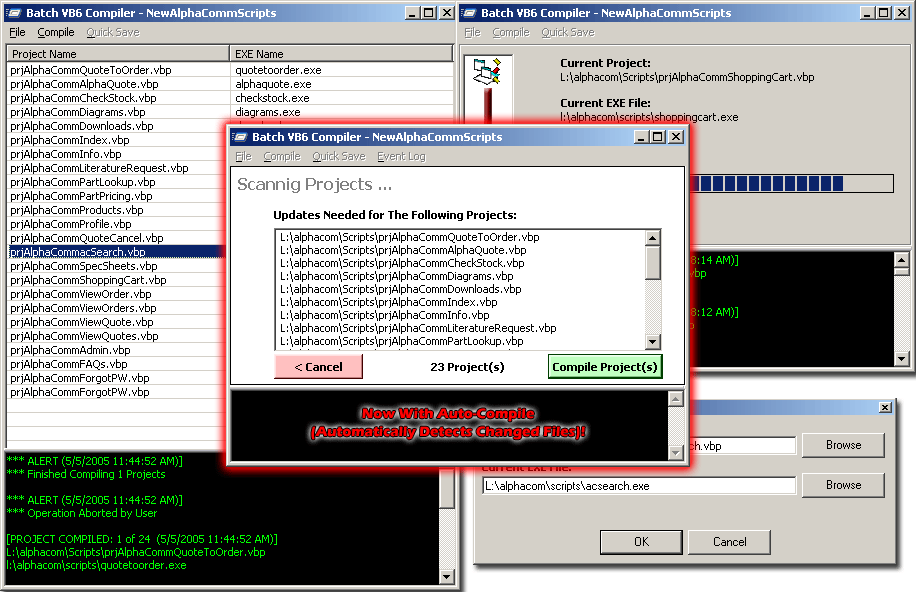 Batch VB6 Compiler - NewAlphaCommScripts
File Compile Quick Save
Project Name EXE Name
prjAlphaCommQuoteToOrder.vbp quotetoorder.exe
prjAlphaCommAlphaQuote.vbp alphaquote.exe
prjAlphaCommCheckStock.vbp checkstock.exe
prjAlphaCommDiagrams.vbp diagrams.exe
prjAlphaCommDownloads.vbp
prjAlphaCommIndex.vbp
prjAlphaCommInfo.vbp
prjAlphaCommLiteratureRequest.vbp
prjAlphaCommPartLookup.vbp
prjAlphaCommPartPricing.vbp
prjAlphaCommProducts.vbp
prjAlphaCommProfile.vbp
prjAlphaCommQuoteCancel.vbp
prjAlphaCommacSearch.vbp
prjAlphaCommSpecSheets.vbp
prjAlphaCommShoppingCart.vbp
prjAlphaCommViewOrder.vbp
prjAlphaCommViewOrders.vbp
prjAlphaCommViewQuote.vbp
prjAlphaCommViewQuotes.vbp
prjAlphaCommAdmin.vbp
prjAlphaCommFAQs.vbp
prjAlphaCommForgotPW.vbp
prjAlphaCommForgotPW.vbp
*** ALERT (5/5/2005 11:44:52 AM)]
*** Finished Compiling 1 Projects
*** ALERT (5/5/2005 11:44:52 AM)]
*** Operation Aborted by User
[PROJECT COMPILED: 1 of 24 (5/5/2005 11:44:52 AM)]
L:\alphacom\Scripts\prjAlphaCommQuoteToOrder.vbp
l:\alphacom\scripts\quotetoorder.exe
Batch VB6 Compiler - NewAlphaCommScripts
File Compile Quick Save
Current Project:
L:\alphacom\Scripts\prjAlphaCommShoppingCart.vbp
Current EXE File:
l:\alphacom\scripts\shoppingcart.exe
8:14 AM)]
vbp
8:12 AM)]
Batch VB6 Compiler - NewAlphaCommScripts
File Compile Quick Save Event Log
Scannig Projects ...
Updates Needed for The Following Projects:
L:\alphacom\Scripts\prjAlphaCommQuoteToOrder.vbp
L:\alphacom\Scripts\prjAlphaCommAlphaQuote.vbp
L:\alphacom\Scripts\prjAlphaCommCheckStock.vbp
L:\alphacom\Scripts\prjAlphaCommDiagrams.vbp
L:\alphacom\Scripts\prjAlphaCommDownloads.vbp
L:\alphacom\Scripts\prjAlphaCommIndex.vbp
L:\alphacom\Scripts\prjAlphaCommInfo.vbp
L:\alphacom\Scripts\prjAlphaCommLiteratureRequest.vbp
L:\alphacom\Scripts\prjAlphaCommPartLookup.vbp
< Cancel 23 Project(s) Compile Project(s)
Now With Auto-Compile
(Automatically Detects Changed Files)!
ch.vbp Browse
Current EXE File:
L:\alphacom\scripts\acsearch.exe Browse
OK Cancel